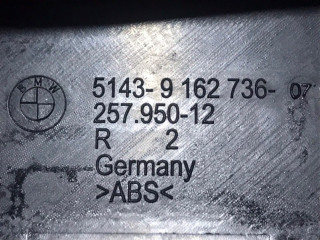 BMW
5143- 9 162 736- 07
257.950-12
R 2
Germany
>ABS<